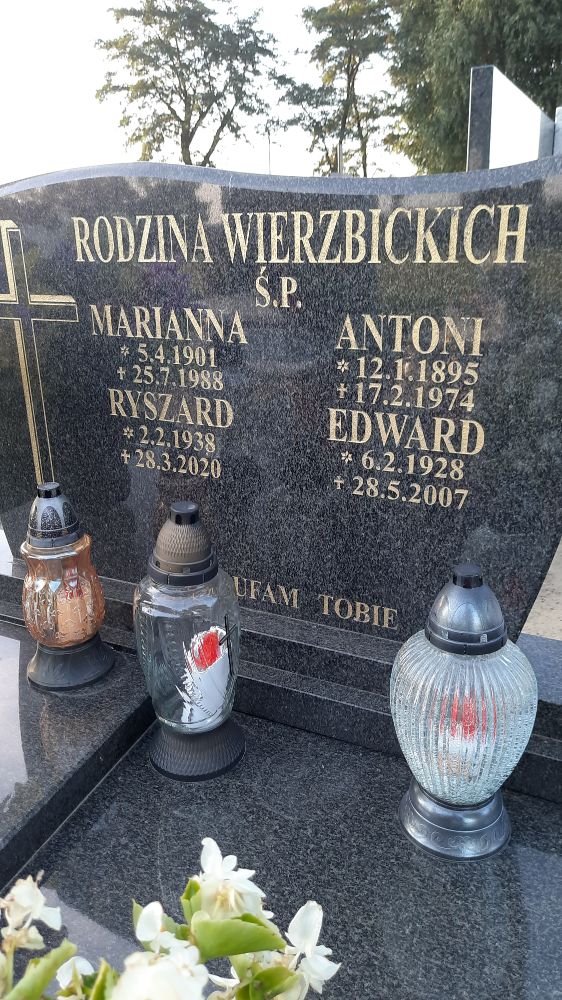 RODZINA WIERZBICKICH
Ś.P.
MARIANNA
* 5.4.1901
+ 25.7.1988
RYSZARD
* 2.2.1938
+ 28.3.2020
ANTONI
* 12.1.1895
+ 17.2.1974
EDWARD
* 6.2.1928
+ 28.5.2007
UFAM TOBIE